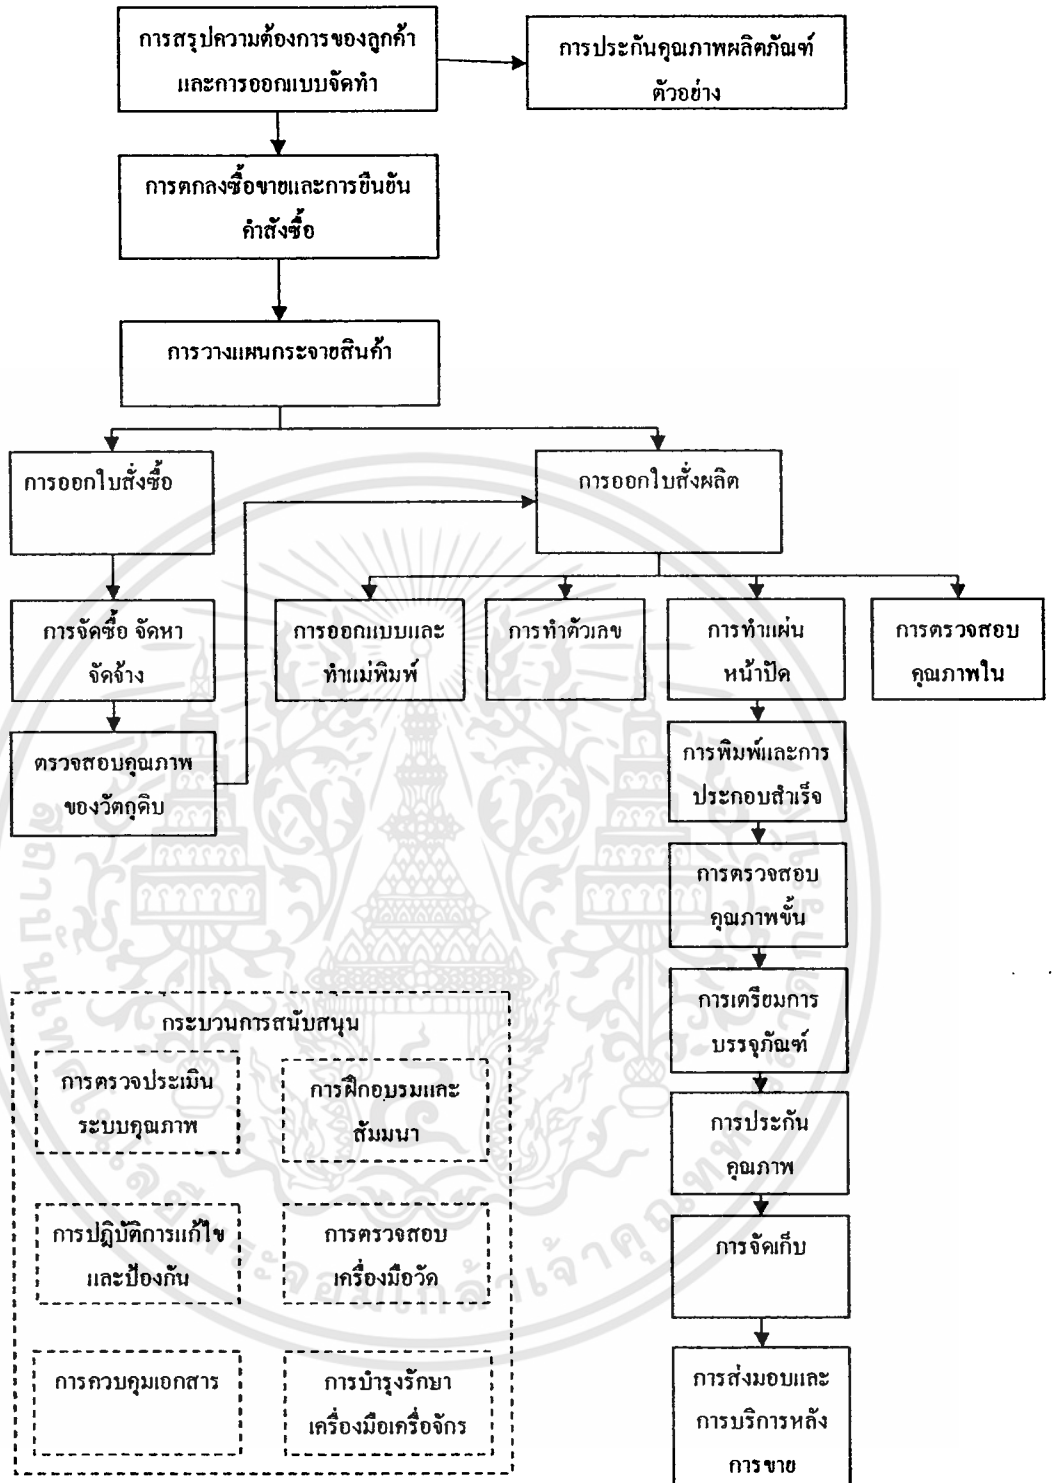 การสรุปความต้องการของลูกค้า
และการออกแบบจัดทำ
การประกันคุณภาพผลิตภัณฑ์
ตัวอย่าง
การตกลงซื้อขายและการยืนยัน
คำสั่งซื้อ
การวางแผนกระจายสินค้า
การออกใบสั่งซื้อ
การออกใบสั่งผลิต
การจัดซื้อ จัดหา
จัดจ้าง
การออกแบบและ
ทำแม่พิมพ์
การทำตัวเลข
การทำแผ่น
หน้าปัด
การตรวจสอบ
คุณภาพใน
ตรวจสอบคุณภาพ
ของวัตถุดิบ
การพิมพ์และการ
ประกอบสำเร็จ
การตรวจสอบ
คุณภาพขั้น
การเตรียมการ
บรรจุภัณฑ์
การประกัน
คุณภาพ
การจัดเก็บ
การส่งมอบและ
การบริการหลัง
การขาย
กระบวนการสนับสนุน
การตรวจประเมิน
ระบบคุณภาพ
การฝึกอบรมและ
สัมมนา
การปฎิบัติการแก้ไข
และป้องกัน
การตรวจสอบ
เครื่องมือวัด
การควบคุมเอกสาร
การบำรุงรักษา
เครื่องมือเครื่อจักร